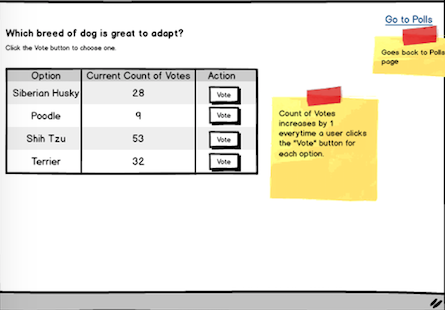 Go to Polls
Which breed of dog is great to adopt?
Click the Vote button to choose one.
Goes back to Polls
page
Option Current Count of Votes Action
Siberian Husky 28 Vote
Poodle 9 Vote
Shih Tzu 53 Vote
Terrier 32 Vote
Count of Votes
increases by 1
everytime a user clicks
the "Vote" button for
each option.